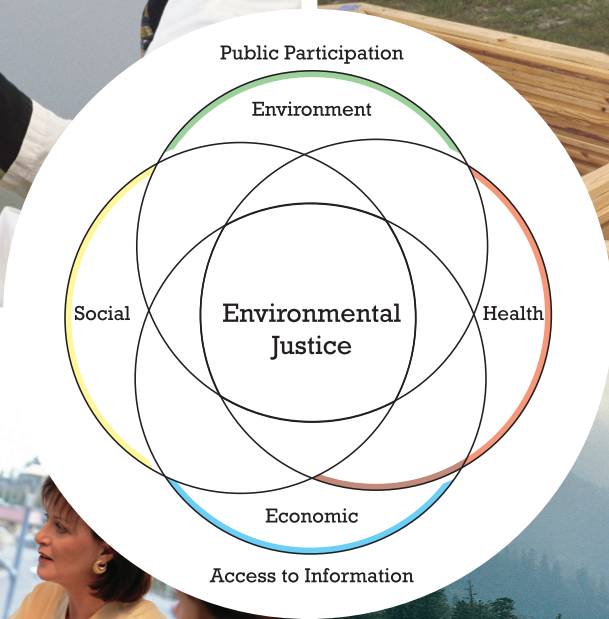 Public Participation
Environment
Social
Health
Environmental
Justice
Economic
Access to Information